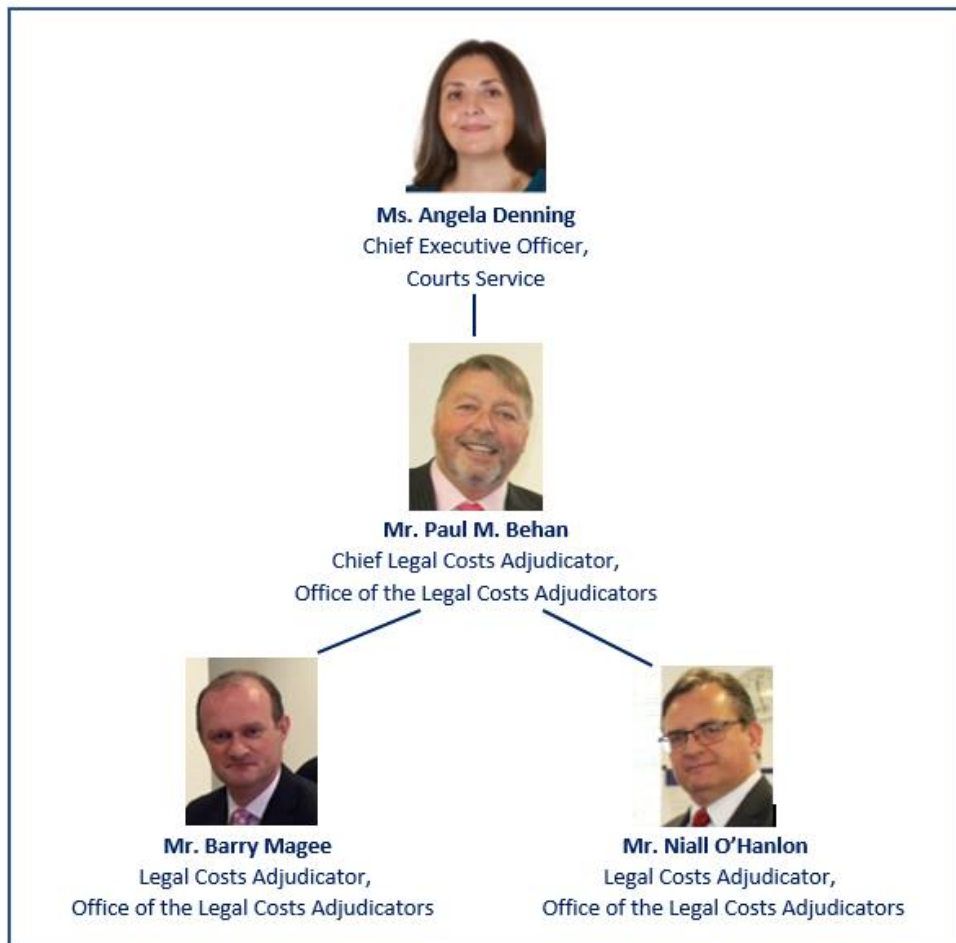 Ms. Angela Denning
Chief Executive Officer,
Courts Service
Mr. Paul M. Behan
Chief Legal Costs Adjudicator,
Office of the Legal Costs Adjudicators
Mr. Barry Magee
Legal Costs Adjudicator,
Office of the Legal Costs Adjudicators
Mr. Niall O’Hanlon
Legal Costs Adjudicator,
Office of the Legal Costs Adjudicators